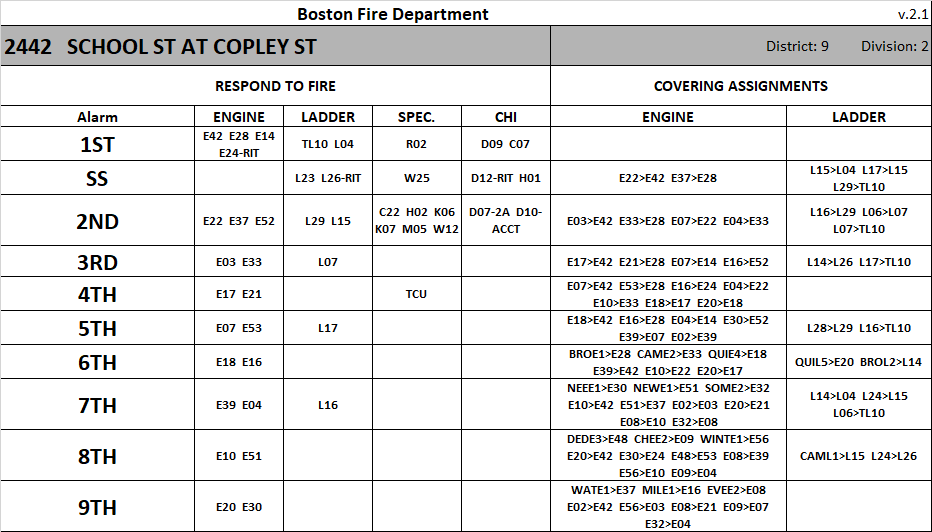 Boston Fire Department v.2.1
2442 SCHOOL ST AT COPLEY ST District: 9 Division: 2
RESPOND TO FIRE COVERING ASSIGNMENTS
Alarm ENGINE LADDER SPEC. CHI ENGINE LADDER
1ST E42 E28 E14 E24-RIT TL10 L04 R02 D09 C07
SS L23 L26-RIT W25 D12-RIT H01 E22>E42 E37>E28 L15>L04 L17>L15 L29>TL10
2ND E22 E37 E52 L29 L15 C22 H02 K06 K07 M05 W12 D07-2A D10-ACCT E03>E42 E33>E28 E07>E22 E04>E33 L16>L29 L06>L07 L07>TL10
3RD E03 E33 L07 E17>E42 E21>E28 E07>E14 E16>E52 L14>L26 L17>TL10
4TH E17 E21 TCU E07>E42 E53>E28 E16>E24 E04>E22 E10>E33 E18>E17 E20>E18
5TH E07 E53 L17 E18>E42 E16>E28 E04>E14 E30>E52 E39>E07 E02>E39 L28>L29 L16>TL10
6TH E18 E16 BROE1>E28 CAME2>E33 QUIE4>E18 E39>E42 E10>E22 E20>E17 QUIL5>E20 BROL2>L14
7TH E39 E04 L16 NEEE1>E30 NEWE1>E51 SOME2>E32 E10>E42 E51>E37 E02>E03 E20>E21 E08>E10 E32>E08 L14>L04 L24>L15 L06>TL10
8TH E10 E51 DEDE3>E48 CHEE2>E09 WINTE1>E56 E20>E42 E30>E24 E48>E53 E08>E39 E56>E10 E09>E04 CAML1>L15 L24>L26
9TH E20 E30 WATE1>E37 MILE1>E16 EVEE2>E08 E02>E42 E56>E03 E08>E21 E09>E07 E32>E04